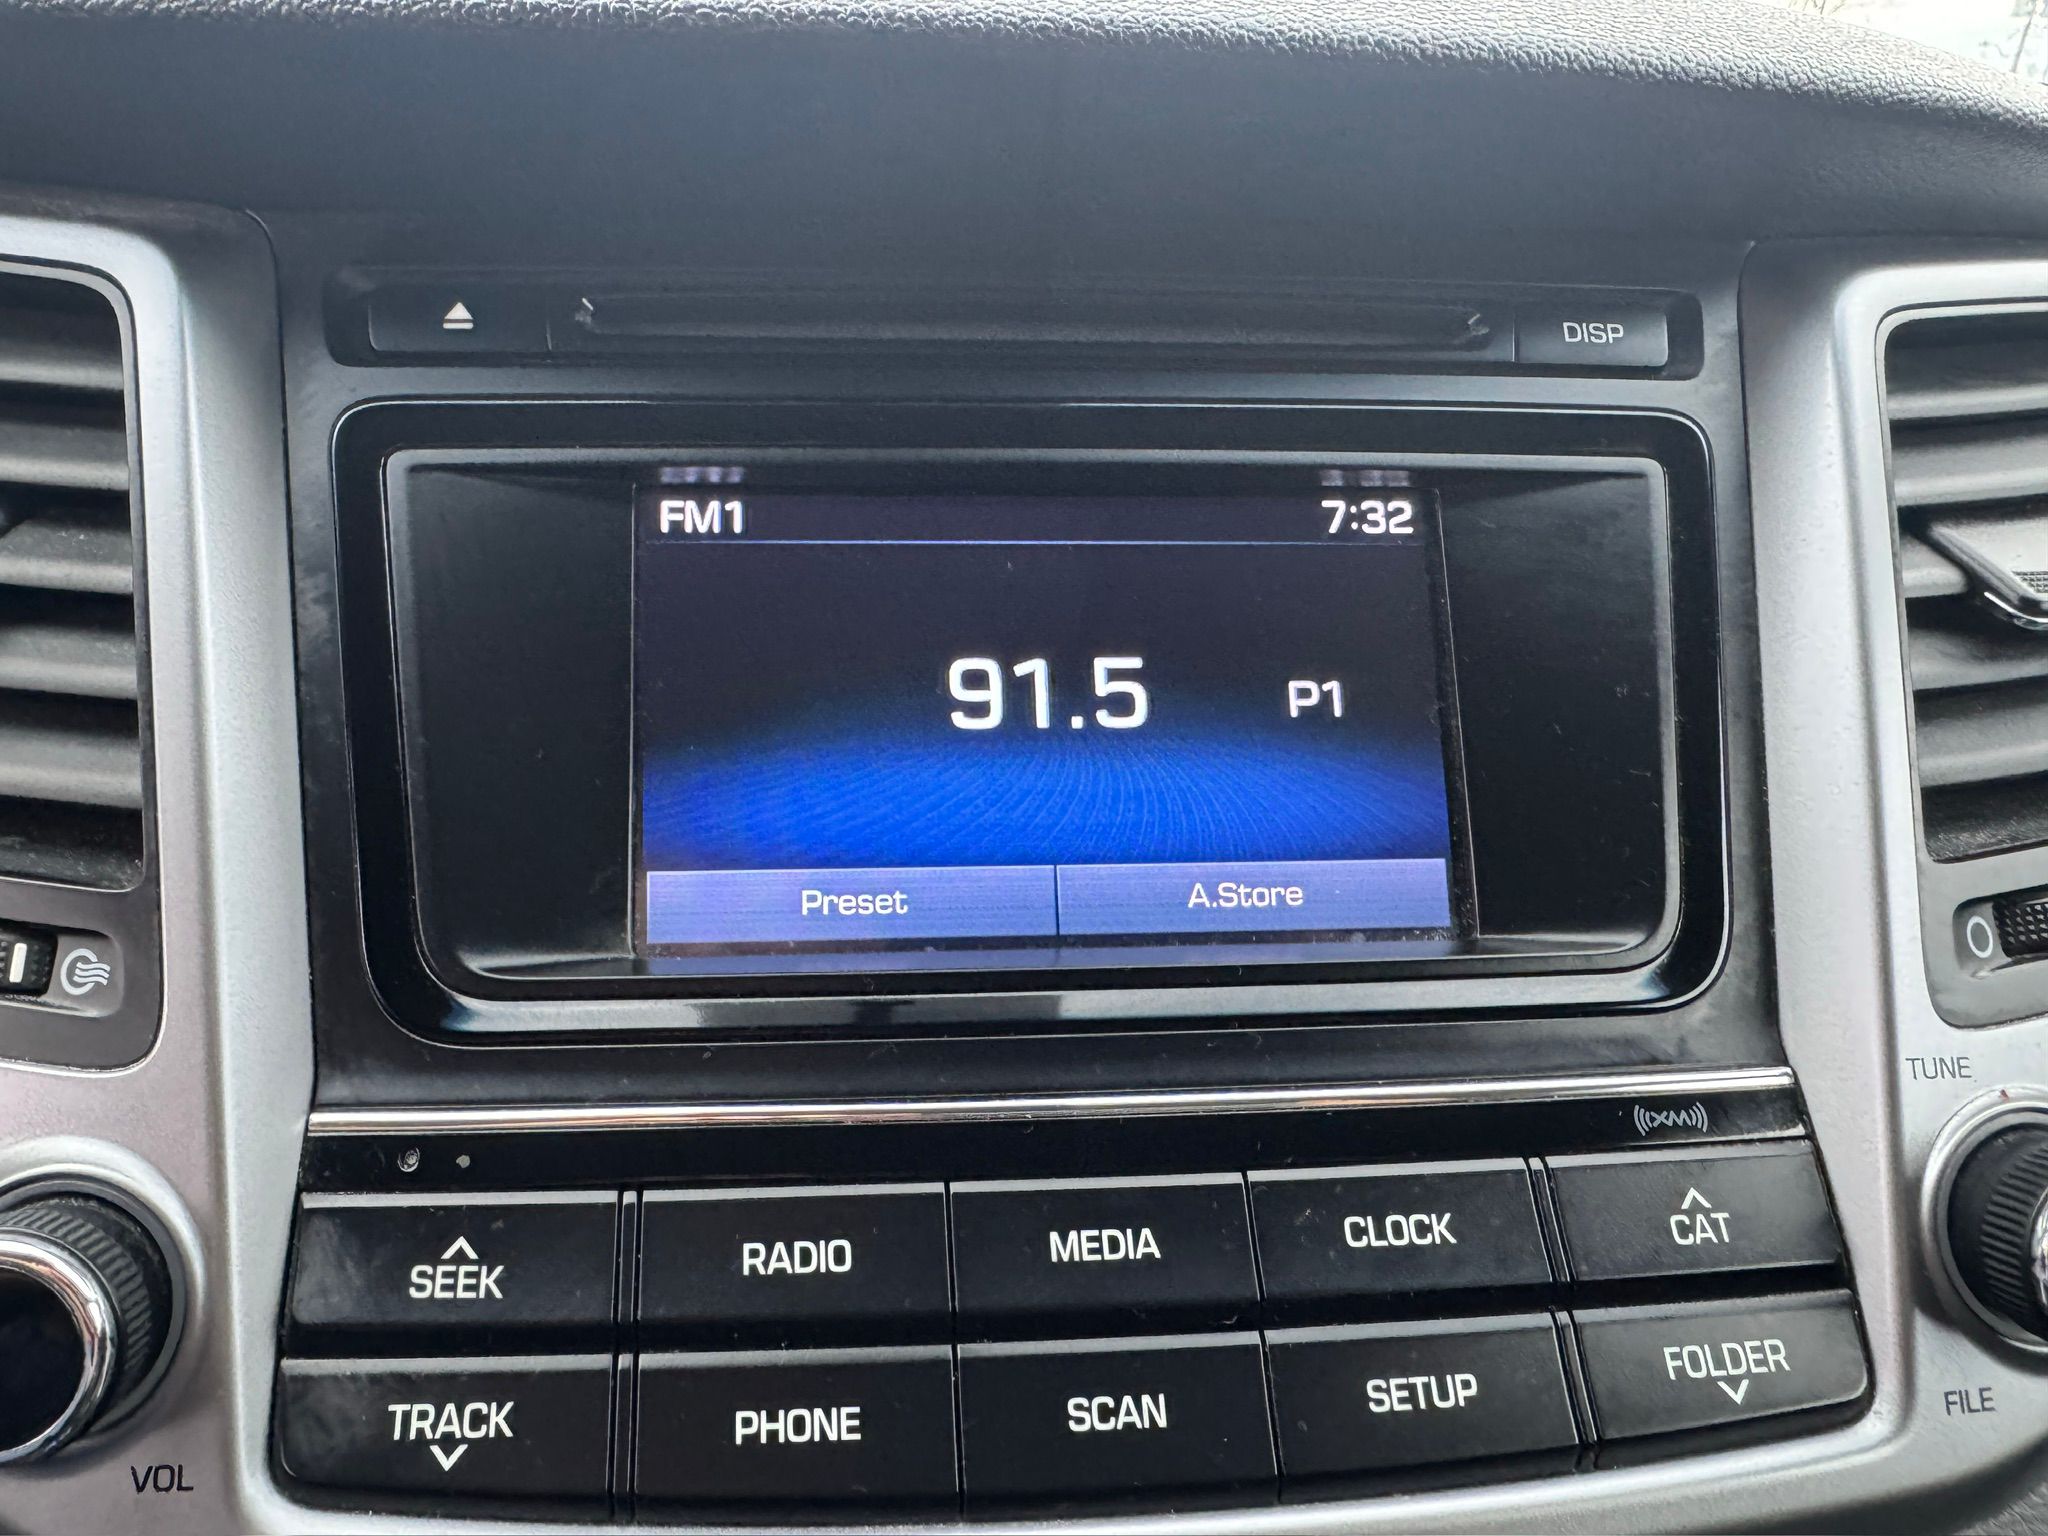 DISP
FM1 7:32
91.5 P1
Preset A.Store
TUNE
XM
SEEK RADIO MEDIA CLOCK CAT
TRACK PHONE SCAN SETUP FOLDER
FILE
VOL